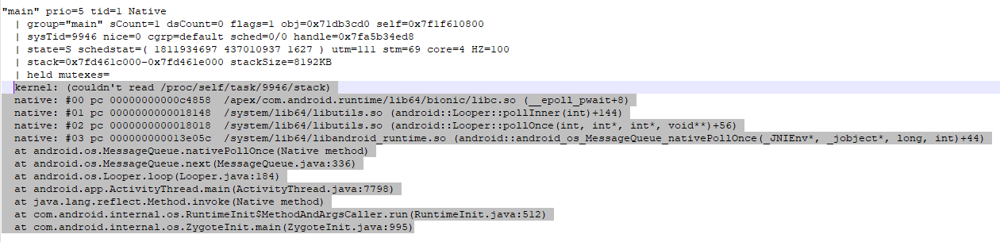 "main" prio=5 tid=1 Native
| group="main" sCount=1 dsCount=0 flags=1 obj=0x71db3cd0 self=0x7f1f610800
| sysTid=9946 nice=0 cgrp=default sched=0/0 handle=0x7fa5b34ed8
| state=S schedstat=( 1811934697 437010937 1627 ) utm=111 stm=69 core=4 HZ=100
| stack=0x7fd461c000-0x7fd461e000 stackSize=8192KB
| held mutexes=
kernel: (couldn't read /proc/self/task/9946/stack)
native: #00 pc 00000000000c4858  /apex/com.android.runtime/lib64/bionic/libc.so (__epoll_pwait+8)
native: #01 pc 0000000000018148  /system/lib64/libutils.so (android::Looper::pollInner(int)+144)
native: #02 pc 0000000000018018  /system/lib64/libutils.so (android::Looper::pollOnce(int, int*, int*, void**)+56)
native: #03 pc 000000000013e05c  /system/lib64/libandroid_runtime.so (android::android_os_MessageQueue_nativePollOnce(_JNIEnv*, _jobject*, long, int)+44)
at android.os.MessageQueue.nativePollOnce(Native method)
at android.os.MessageQueue.next(MessageQueue.java:336)
at android.os.Looper.loop(Looper.java:184)
at android.app.ActivityThread.main(ActivityThread.java:7798)
at java.lang.reflect.Method.invoke(Native method)
at com.android.internal.os.RuntimeInit$MethodAndArgsCaller.run(RuntimeInit.java:512)
at com.android.internal.os.ZygoteInit.main(ZygoteInit.java:995)